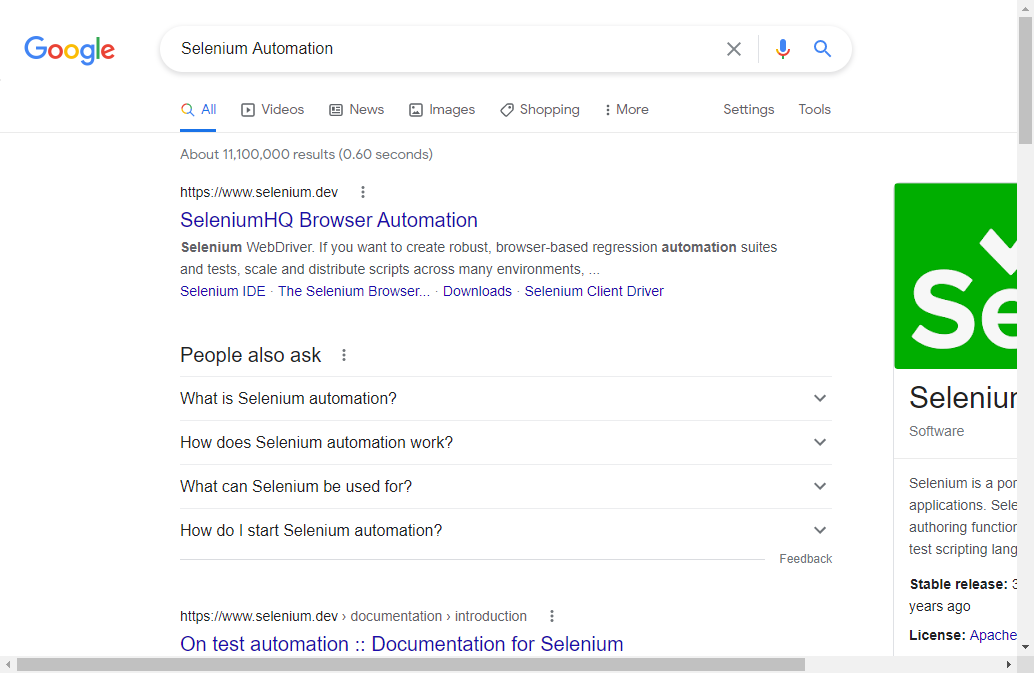 Google
Selenium Automation
All Videos News Images Shopping More Settings Tools
About 11,100,000 results (0.60 seconds)
https://www.selenium.dev
SeleniumHQ Browser Automation
Selenium WebDriver. If you want to create robust, browser-based regression automation suites
and tests, scale and distribute scripts across many environments, ...
Selenium IDE · The Selenium Browser... · Downloads · Selenium Client Driver
People also ask
What is Selenium automation?
How does Selenium automation work?
What can Selenium be used for?
How do I start Selenium automation?
Feedback
https://www.selenium.dev › documentation › introduction
On test automation :: Documentation for Selenium
Se
Seleniu
Software
Selenium is a por
applications. Sele
authoring function
test scripting lang
Stable release: 3
years ago
License: Apache